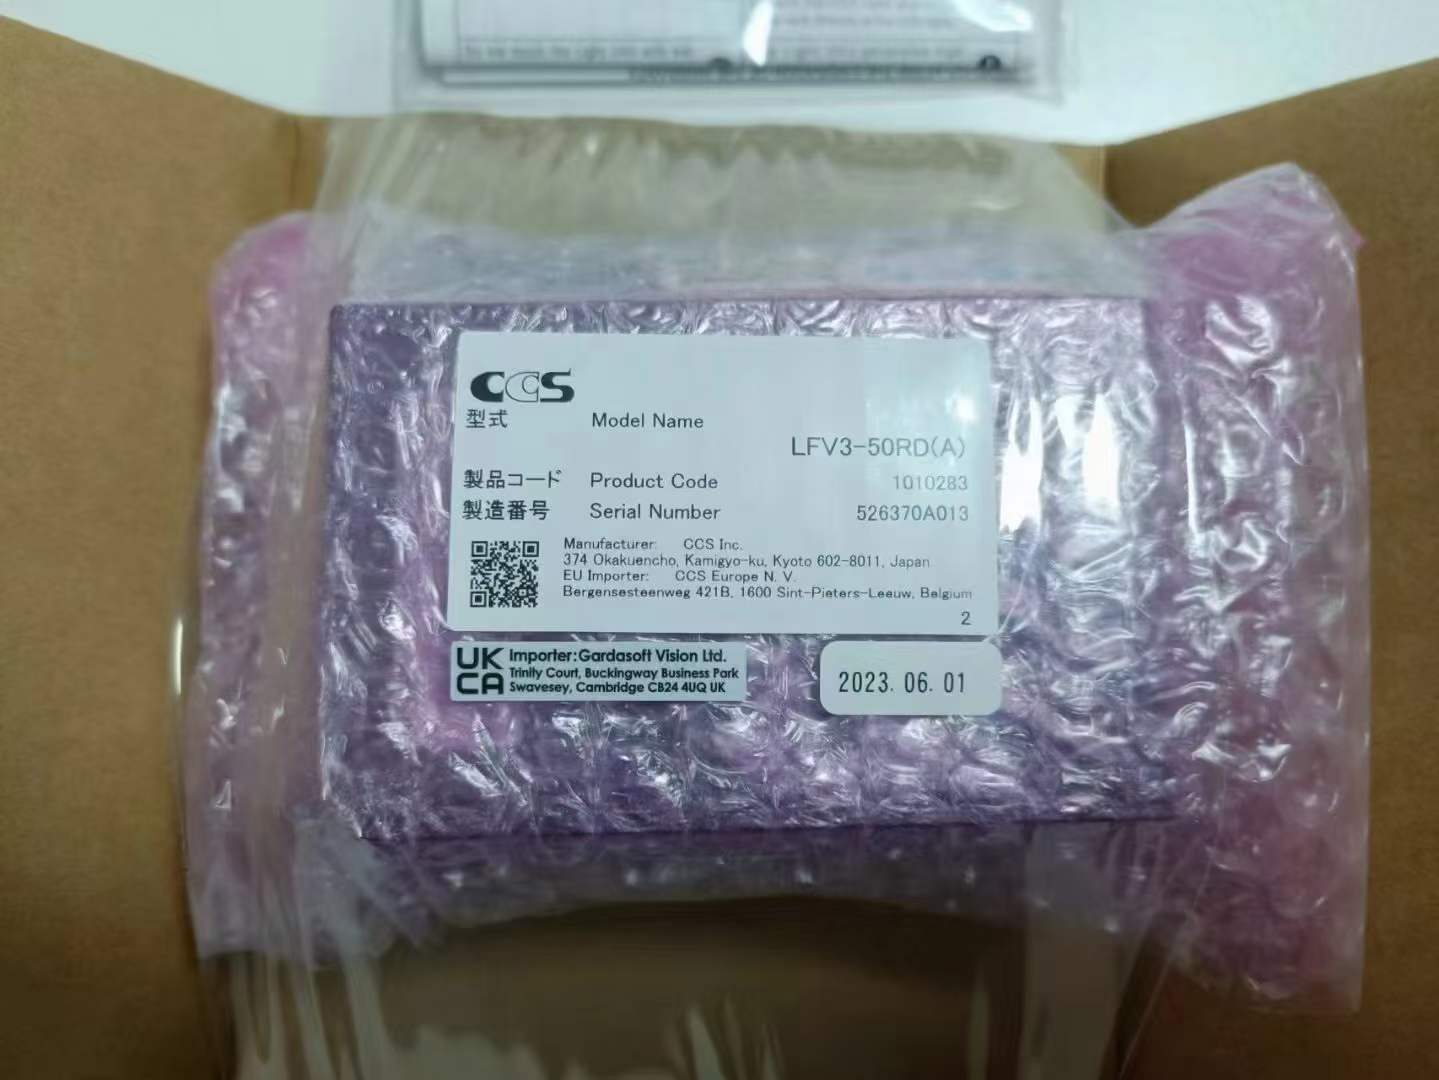 CCS
型式 Model Name
LFV3-50RD(A)
製品コード Product Code 1010283
製造番号 Serial Number 526370A013
Manufacturer: CCS Inc.
374 Okakuencho, Kamigyo-ku, Kyoto 602-8011, Japan
EU Importer: CCS Europe N. V.
Bergensesteenweg 421B, 1600 Sint-Pieters-Leeuw, Belgium
2
UK
CA
Importer:Gardasoft Vision Ltd.
Trinity Court, Buckingway Business Park
Swavesey, Cambridge CB24 4UQ UK
2023. 06. 01